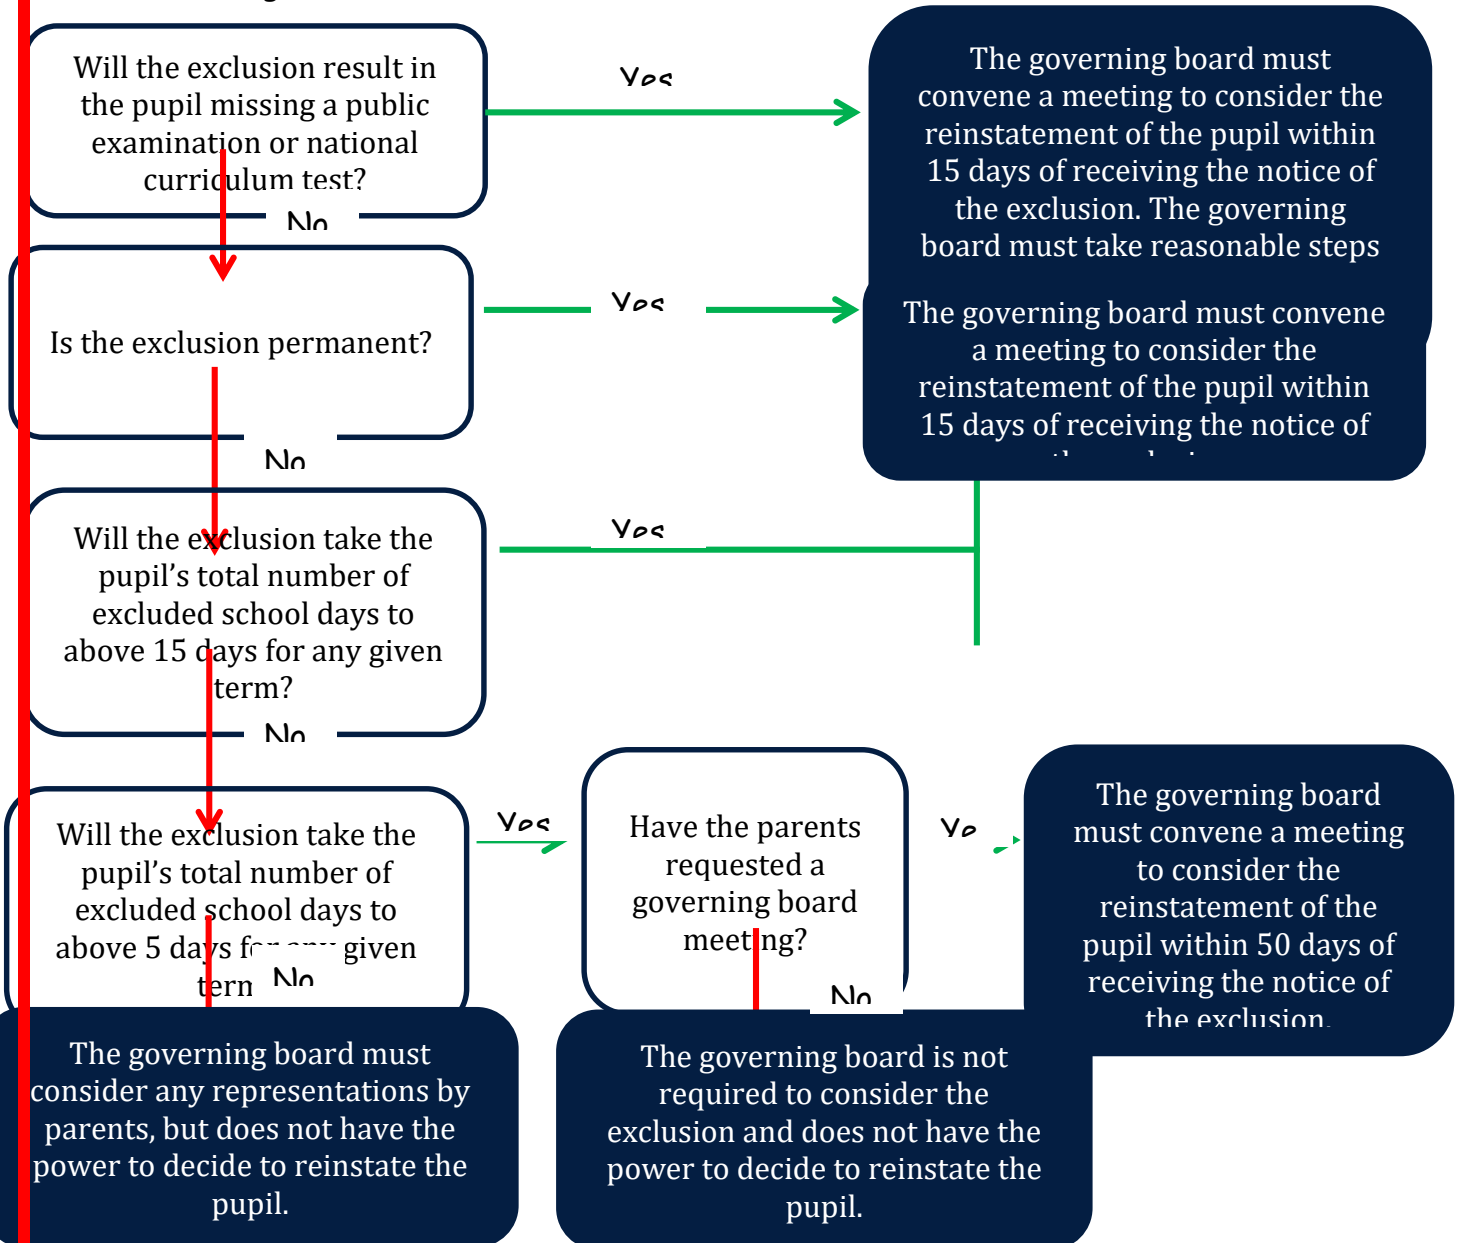 Will the exclusion result in
the pupil missing a public
examination or national
curriculum test?
Yes
The governing board must
convene a meeting to consider the
reinstatement of the pupil within
15 days of receiving the notice of
the exclusion. The governing
board must take reasonable steps
No
Is the exclusion permanent?
Yes
The governing board must convene
a meeting to consider the
reinstatement of the pupil within
15 days of receiving the notice of
No
Will the exclusion take the
pupil’s total number of
excluded school days to
above 15 days for any given
term?
Yes
No
Will the exclusion take the
pupil’s total number of
excluded school days to
above 5 days for any given
term
Yes
No
Have the parents
requested a
governing board
meeting?
Ye
No
The governing board
must convene a meeting
to consider the
reinstatement of the
pupil within 50 days of
receiving the notice of
the exclusion.
The governing board must
consider any representations by
parents, but does not have the
power to decide to reinstate the
pupil.
The governing board is not
required to consider the
exclusion and does not have the
power to decide to reinstate the
pupil.